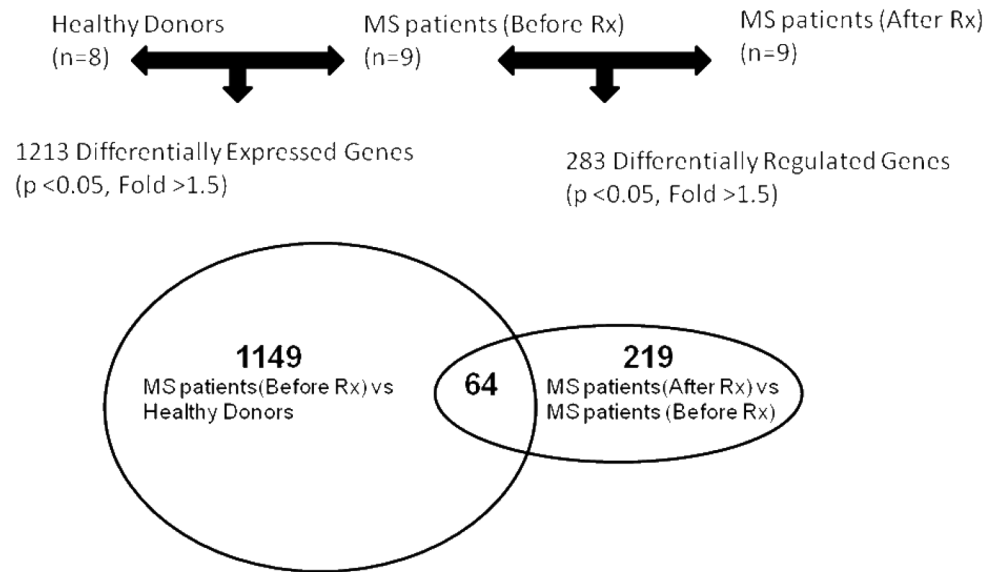 Healthy Donors
(n=8)
MS patients (Before Rx)
(n=9)
MS patients (After Rx)
(n=9)
1213 Differentially Expressed Genes
(p <0.05, Fold >1.5)
283 Differentially Regulated Genes
(p <0.05, Fold >1.5)
1149
MS patients(Before Rx) vs
Healthy Donors
64
219
MS patients(After Rx) vs
MS patients (Before Rx)